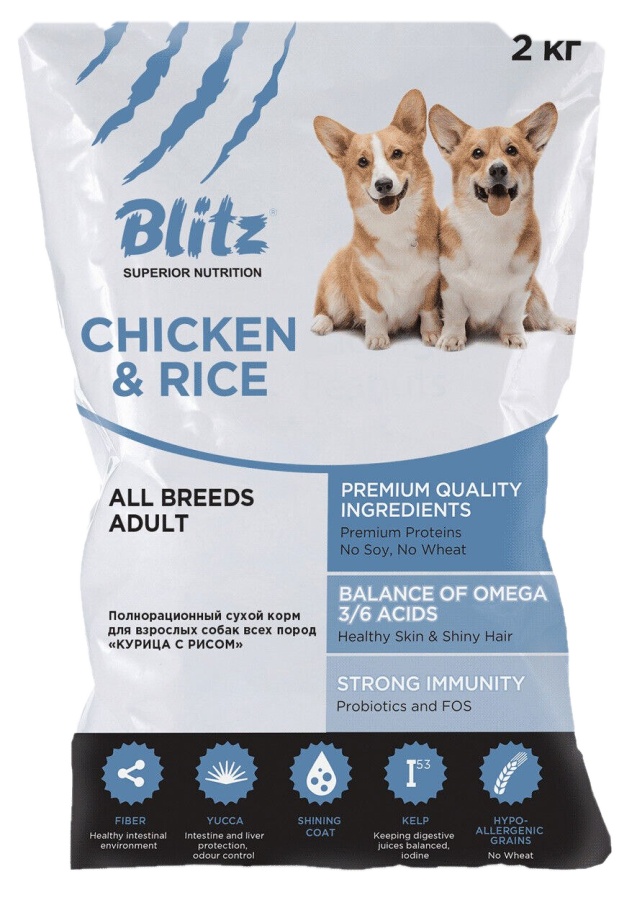 2 кг
Blitz®
SUPERIOR NUTRITION
CHICKEN
& RICE
ALL BREEDS
ADULT
Полнорационный сухой корм
для взрослых собак всех пород
«КУРИЦА С РИСОМ»
PREMIUM QUALITY
INGREDIENTS
Premium Proteins
No Soy, No Wheat
BALANCE OF OMEGA
3/6 ACIDS
Healthy Skin & Shiny Hair
STRONG IMMUNITY
Probiotics and FOS
FIBER
Healthy intestinal
environment
YUCCA
Intestine and liver
protection,
odour control
SHINING
COAT
I53
KELP
Keeping digestive
juices balanced,
iodine
HYPO-
ALLERGENIC
GRAINS
No Wheat